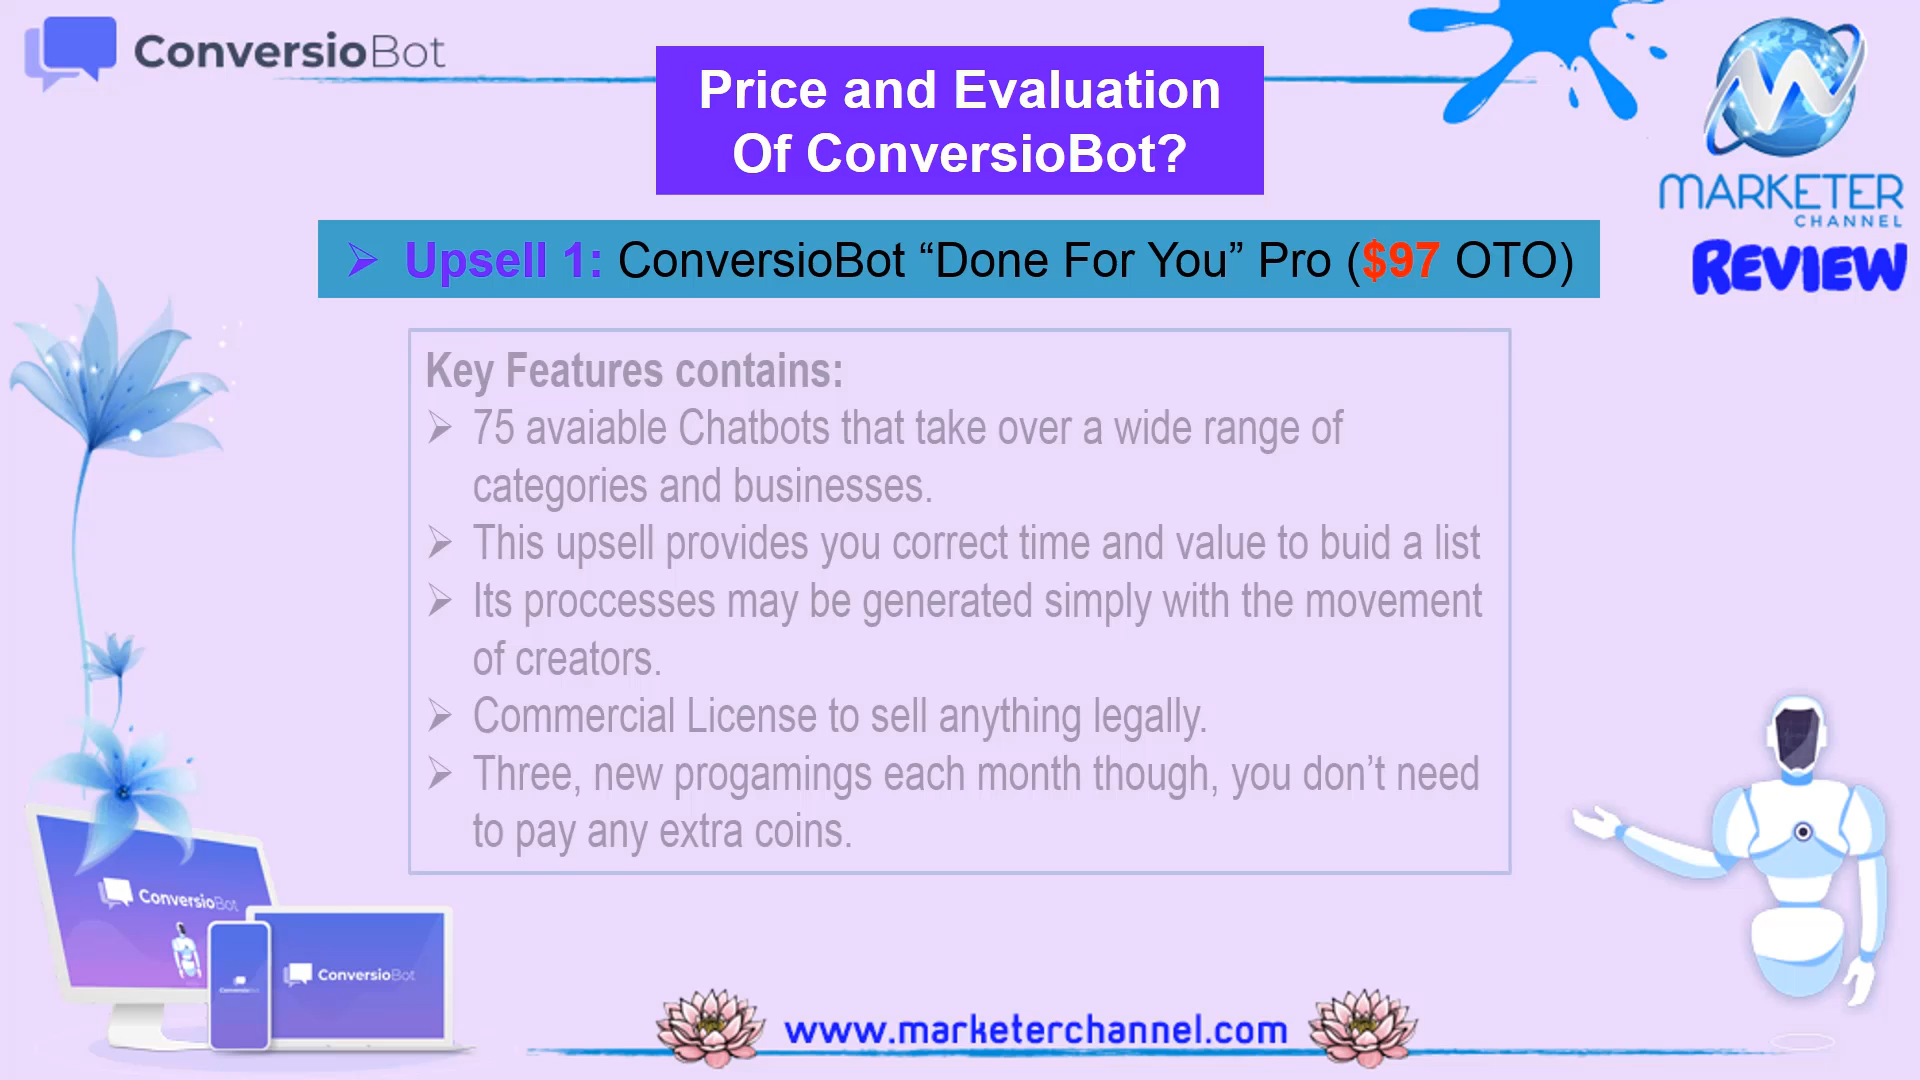 ConversioBot
Price and Evaluation
Of ConversioBot?
MARKETER
CHANNEL
REVIEW
➢ Upsell 1: ConversioBot “Done For You” Pro ($97 OTO)
Key Features contains:
➢ 75 avaiable Chatbots that take over a wide range of
categories and businesses.
➢ This upsell provides you correct time and value to buid a list
➢ Its proccesses may be generated simply with the movement
of creators.
➢ Commercial License to sell anything legally.
➢ Three, new progamings each month though, you don’t need
to pay any extra coins.
ConversioBot
ConversioBot
ConversioBot
www.marketerchannel.com